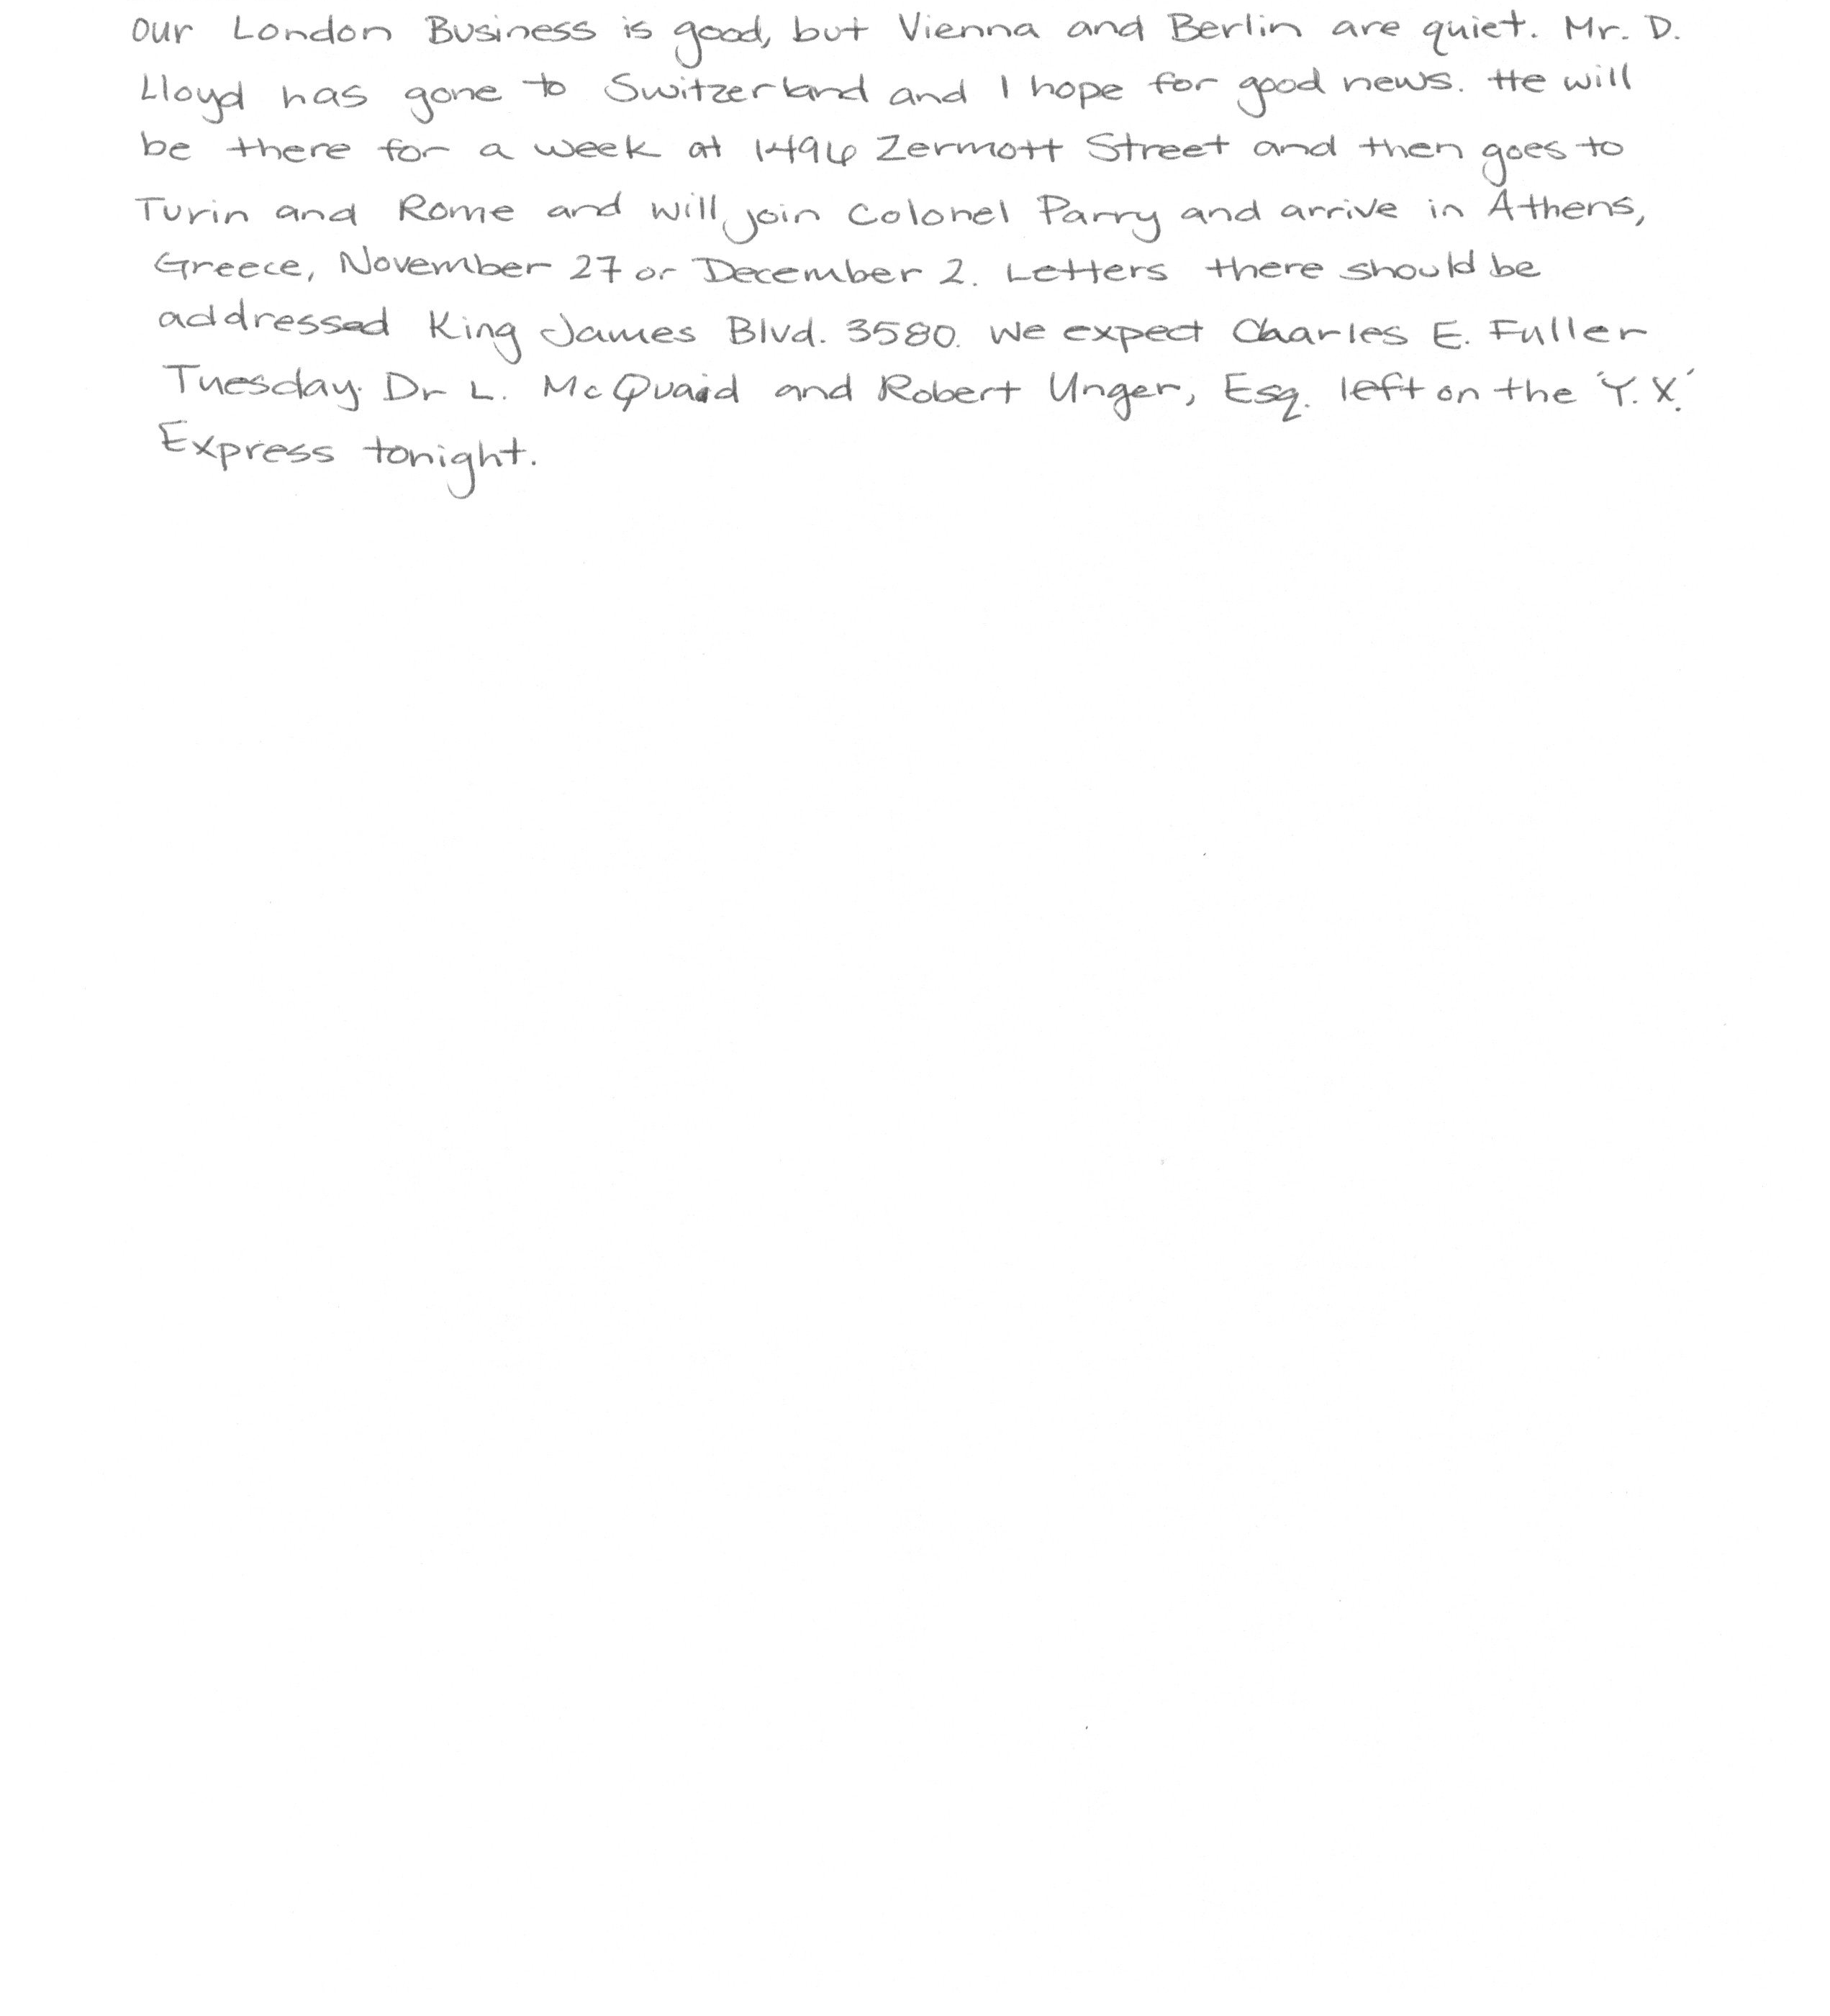 Our London Business is good, but Vienna and Berlin are quiet. Mr. D.
Lloyd has gone to Switzerland and I hope for good news. He will
be there for a week at 1496 Zermott Street and then goes to
Turin and Rome and will join Colonel Parry and arrive in Athens,
Greece, November 27 or December 2. Letters there should be
addressed King James Blvd. 3580. We expect Charles E. Fuller
Tuesday. Dr L. McQuaid and Robert Unger, Esq. left on the 'Y.X.'
Express tonight.